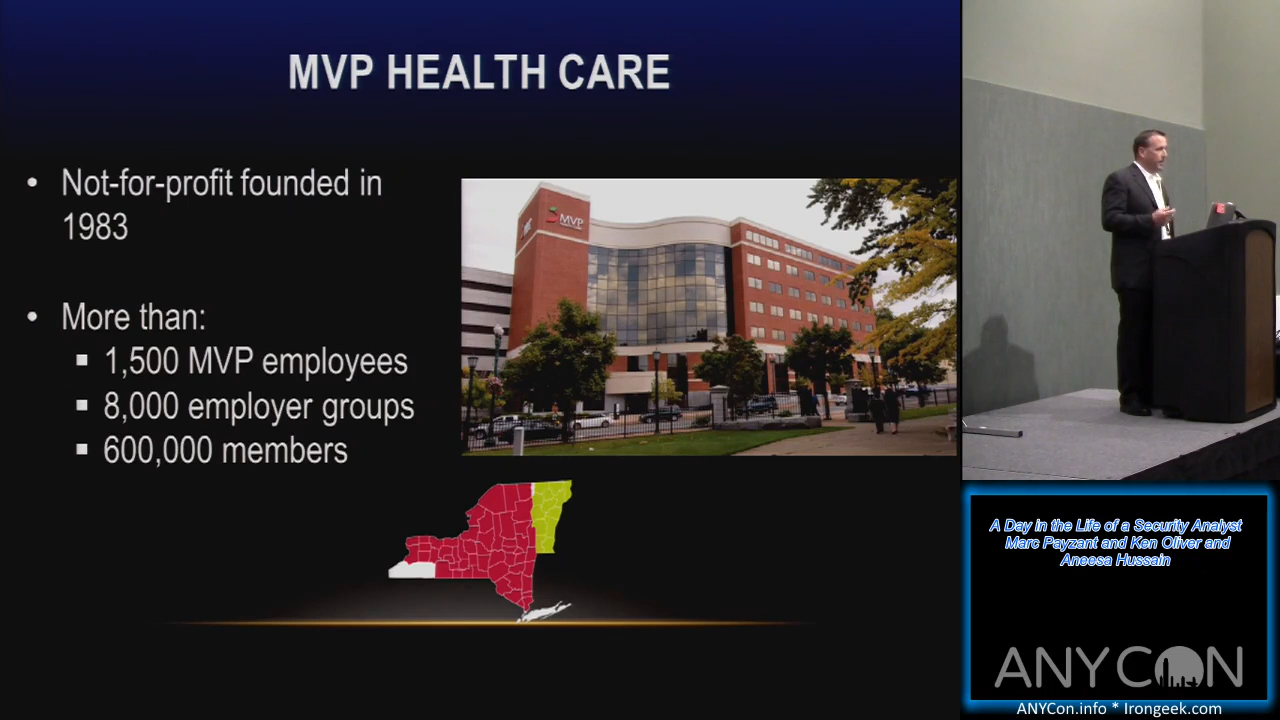 MVP HEALTH CARE
• Not-for-profit founded in
1983
• More than:
▪ 1,500 MVP employees
▪ 8,000 employer groups
▪ 600,000 members
MVP
A Day in the Life of a Security Analyst
Marc Payzant and Ken Oliver and
Aneesa Hussain
ANYCON
ANYCon.info * Irongeek.com